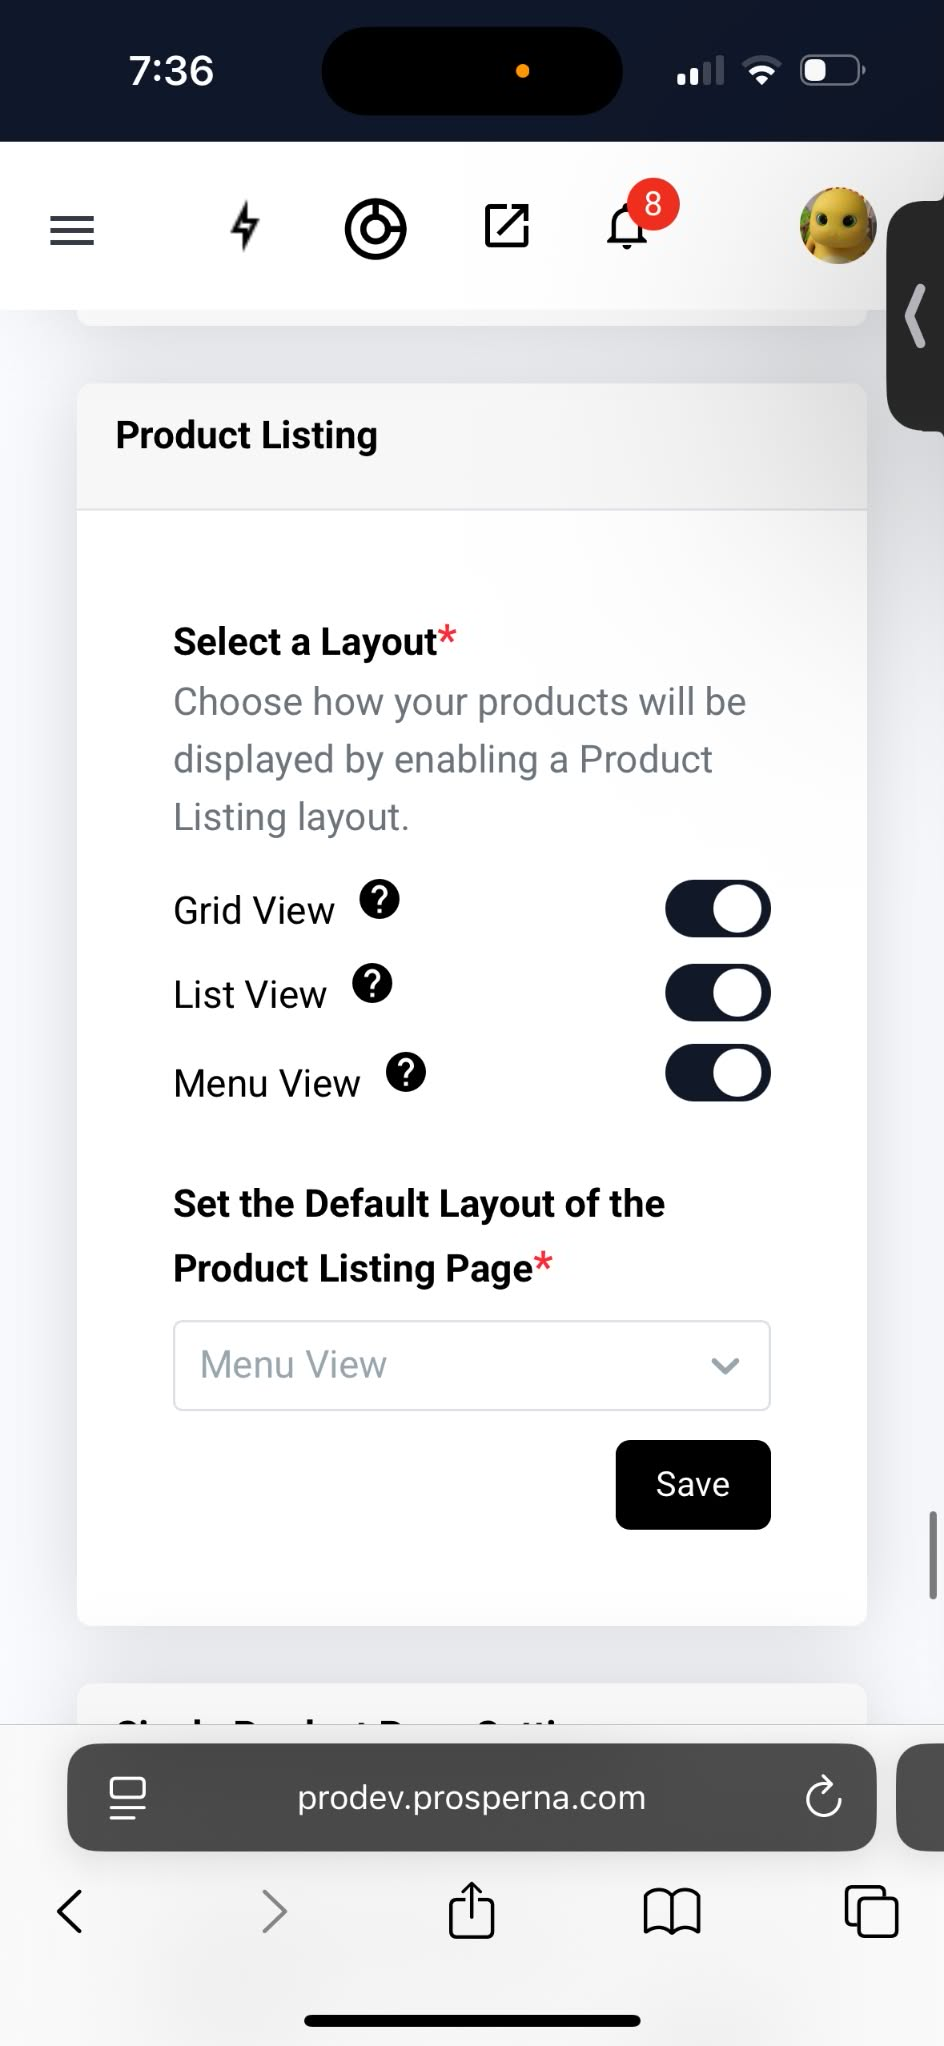 7:36
8
Product Listing
Select a Layout*
Choose how your products will be
displayed by enabling a Product
Listing layout.
Grid View ?
List View ?
Menu View ?
Set the Default Layout of the
Product Listing Page*
Menu View
Save
prodev.prosperna.com